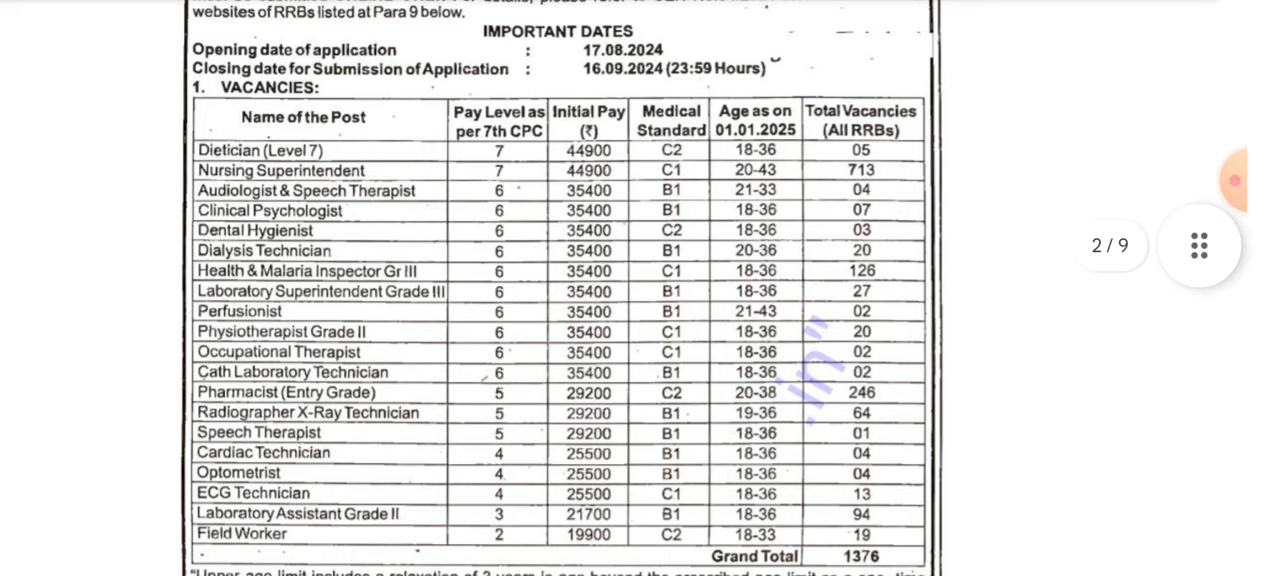 websites of RRBs listed at Para 9 below.
IMPORTANT DATES
Opening date of application : 17.08.2024
Closing date for Submission of Application : 16.09.2024 (23:59 Hours)
1. VACANCIES:
Name of the Post Pay Level as per 7th CPC Initial Pay (₹) Medical Standard Age as on 01.01.2025 Total Vacancies (All RRBs)
Dietician (Level 7) 7 44900 C2 18-36 05
Nursing Superintendent 7 44900 C1 20-43 713
Audiologist & Speech Therapist 6 35400 B1 21-33 04
Clinical Psychologist 6 35400 B1 18-36 07
Dental Hygienist 6 35400 C2 18-36 03
Dialysis Technician 6 35400 B1 20-36 20
Health & Malaria Inspector Gr III 6 35400 C1 18-36 126
Laboratory Superintendent Grade III 6 35400 B1 18-36 27
Perfusionist 6 35400 B1 21-43 02
Physiotherapist Grade II 6 35400 C1 18-36 20
Occupational Therapist 6 35400 C1 18-36 02
Cath Laboratory Technician 6 35400 B1 18-36 02
Pharmacist (Entry Grade) 5 29200 C2 20-38 246
Radiographer X-Ray Technician 5 29200 B1 19-36 64
Speech Therapist 5 29200 B1 18-36 01
Cardiac Technician 4 25500 B1 18-36 04
Optometrist 4 25500 B1 18-36 04
ECG Technician 4 25500 C1 18-36 13
Laboratory Assistant Grade II 3 21700 B1 18-36 94
Field Worker 2 19900 C2 18-33 19
Grand Total 1376
.in"
2 / 9